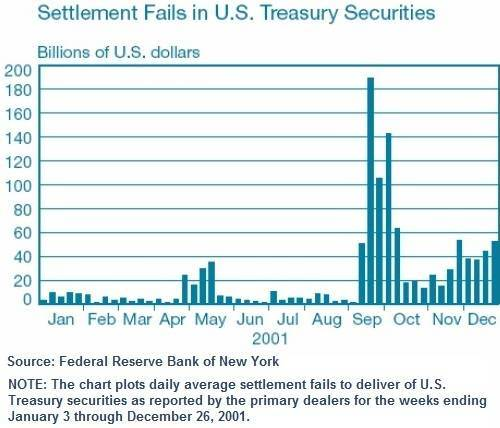 Settlement Fails in U.S. Treasury Securities
Billions of U.S. dollars
200
180
160
140
120
100
80
60
40
20
0
Jan Feb Mar Apr May Jun Jul Aug Sep Oct Nov Dec
2001
Source: Federal Reserve Bank of New York
NOTE: The chart plots daily average settlement fails to deliver of U.S.
Treasury securities as reported by the primary dealers for the weeks ending
January 3 through December 26, 2001.